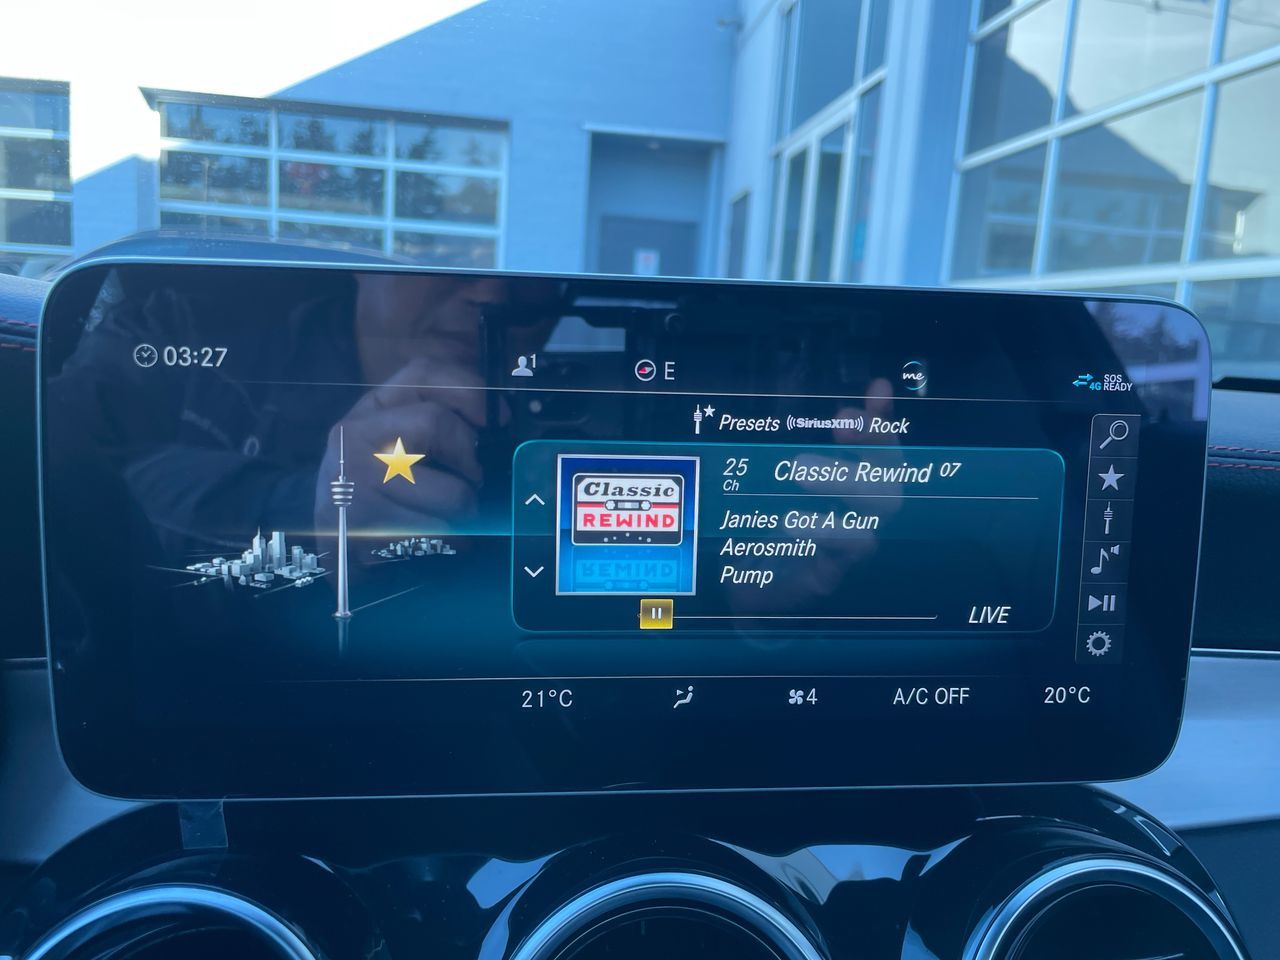 03:27
1
E
me
4G SOS READY
Presets ((SiriusXM)) Rock
25 Ch Classic Rewind 07
Classic
REWIND
Janies Got A Gun
Aerosmith
Pump
LIVE
21°C
4
A/C OFF
20°C